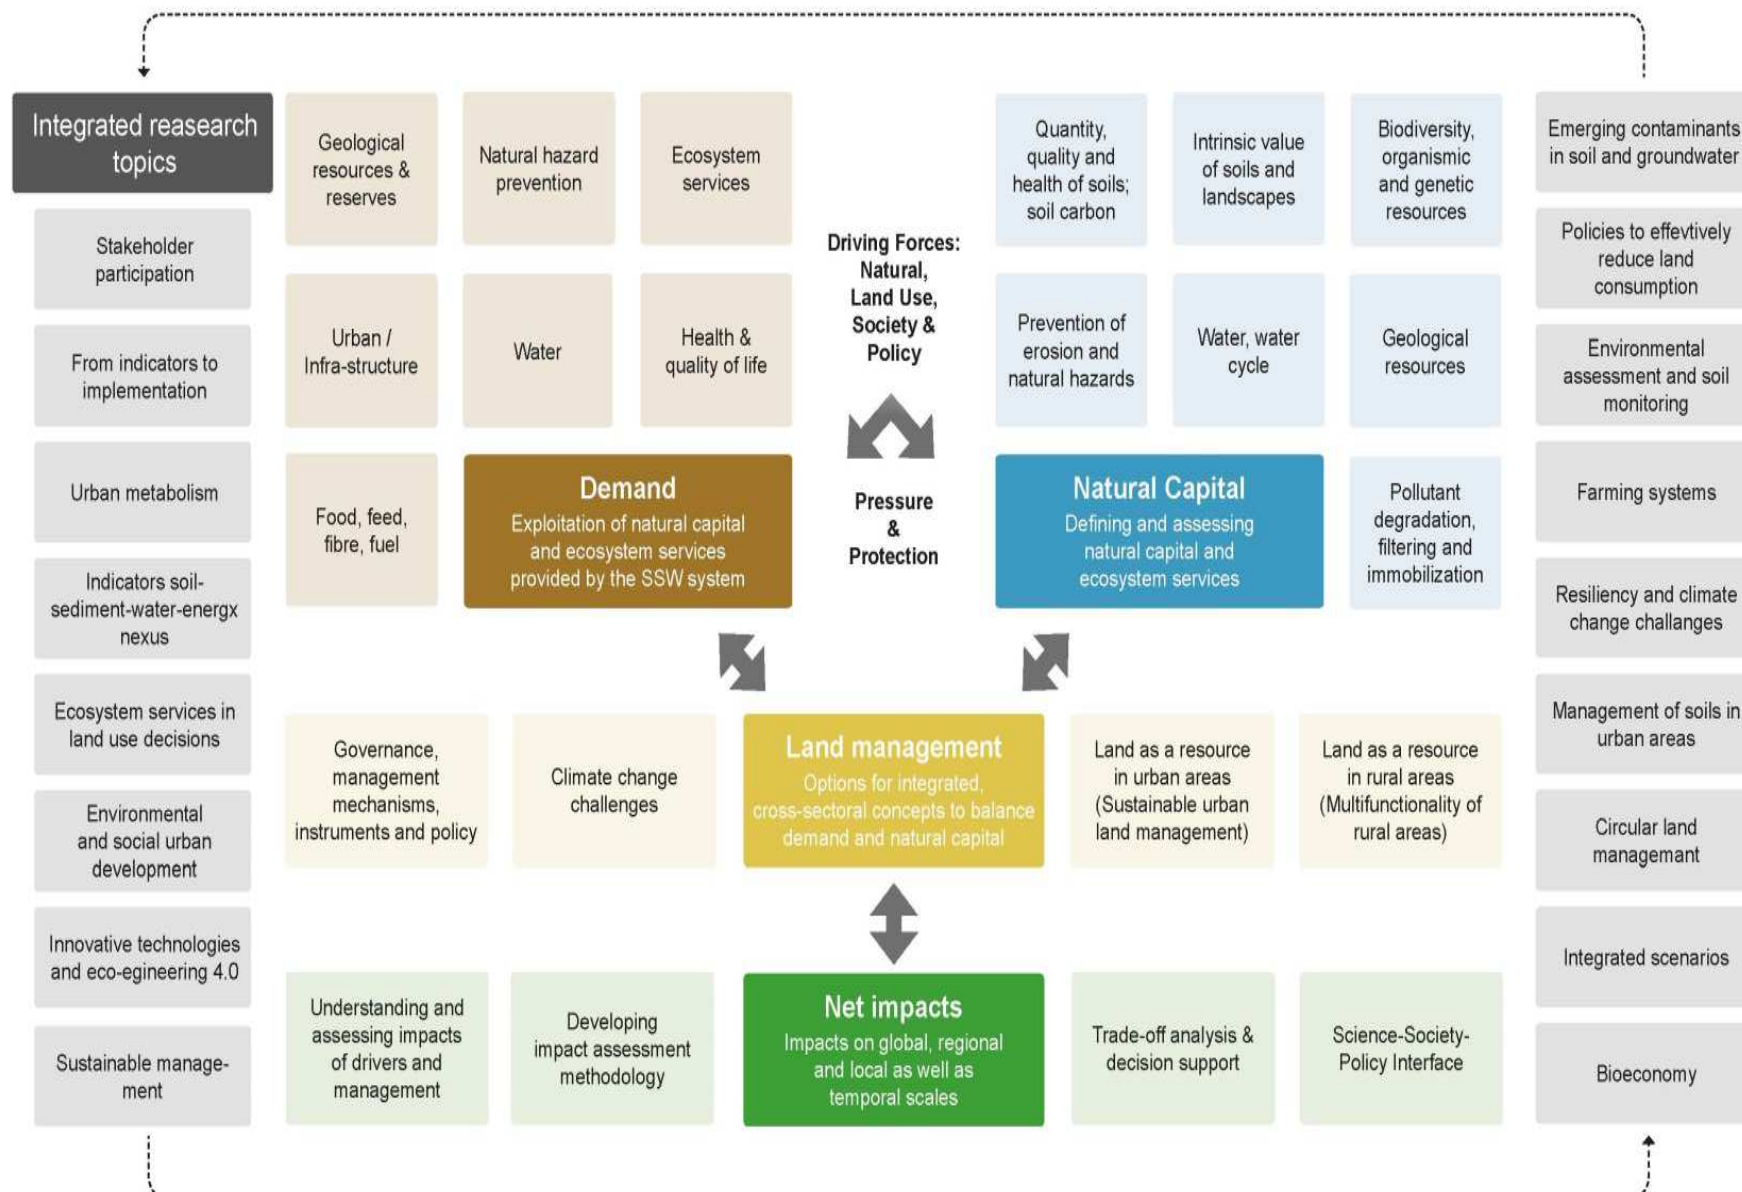 Integrated reasearch
topics
Stakeholder
participation
From indicators to
implementation
Urban metabolism
Indicators soil-
sediment-water-energx
nexus
Ecosystem services in
land use decisions
Environmental
and social urban
development
Innovative technologies
and eco-egineering 4.0
Sustainable manage-
ment
Geological
resources &
reserves
Natural hazard
prevention
Ecosystem
services
Urban /
Infra-structure
Water
Health &
quality of life
Food, feed,
fibre, fuel
Demand
Exploitation of natural capital
and ecosystem services
provided by the SSW system
Driving Forces:
Natural,
Land Use,
Society &
Policy
Pressure
&
Protection
Quantity,
quality and
health of soils;
soil carbon
Intrinsic value
of soils and
landscapes
Biodiversity,
organismic
and genetic
resources
Prevention of
erosion and
natural hazards
Water, water
cycle
Geological
resources
Natural Capital
Defining and assessing
natural capital and
ecosystem services
Pollutant
degradation,
filtering and
immobilization
Governance,
management
mechanisms,
instruments and policy
Climate change
challenges
Land management
Options for integrated,
cross-sectoral concepts to balance
demand and natural capital
Land as a resource
in urban areas
(Sustainable urban
land management)
Land as a resource
in rural areas
(Multifunctionality of
rural areas)
Understanding and
assessing impacts
of drivers and
management
Developing
impact assessment
methodology
Net impacts
Impacts on global, regional
and local as well as
temporal scales
Trade-off analysis &
decision support
Science-Society-
Policy Interface
Emerging contaminants
in soil and groundwater
Policies to effevtively
reduce land
consumption
Environmental
assessment and soil
monitoring
Farming systems
Resiliency and climate
change challanges
Management of soils in
urban areas
Circular land
managemant
Integrated scenarios
Bioeconomy